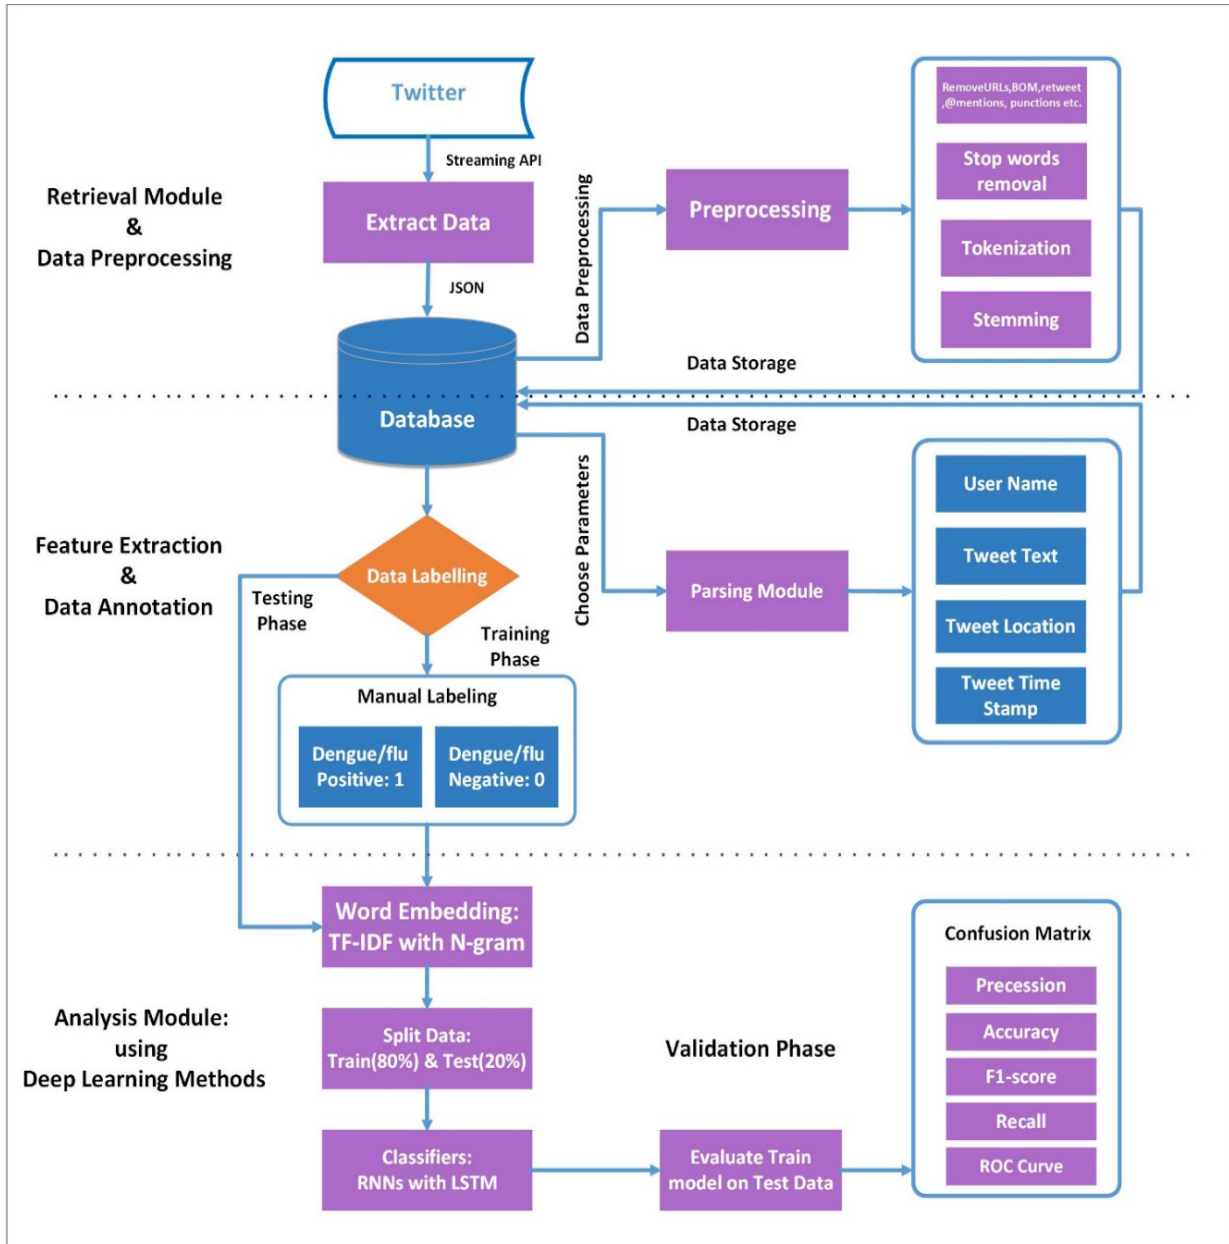 Twitter
Streaming API
Extract Data
JSON
Retrieval Module
&
Data Preprocessing
Data Preprocessing
Preprocessing
RemoveURLs,BOM,retweet
,@mentions, punctions etc.
Stop words
removal
Tokenization
Stemming
Data Storage
Database
Data Storage
Choose Parameters
Parsing Module
User Name
Tweet Text
Tweet Location
Tweet Time
Stamp
Feature Extraction
&
Data Annotation
Data Labelling
Testing
Phase
Training
Phase
Manual Labeling
Dengue/flu
Positive: 1
Dengue/flu
Negative: 0
Word Embedding:
TF-IDF with N-gram
Analysis Module:
using
Deep Learning Methods
Split Data:
Train(80%) & Test(20%)
Classifiers:
RNNs with LSTM
Validation Phase
Evaluate Train
model on Test Data
Confusion Matrix
Precession
Accuracy
F1-score
Recall
ROC Curve